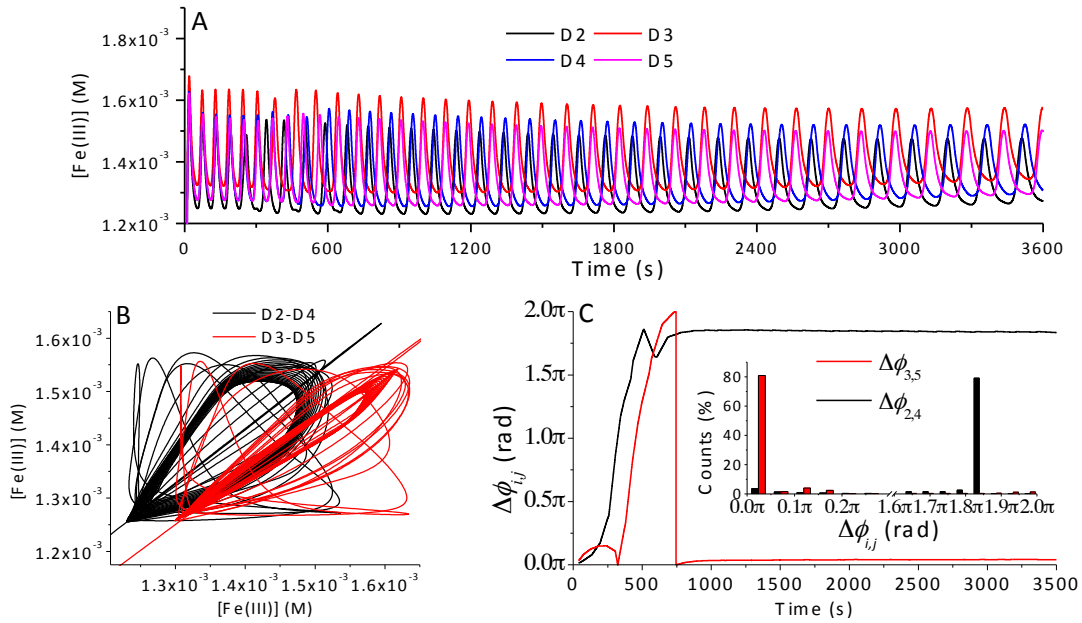 A
D2 D3
D4 D5
[Fe(III)] (M)
1.8x10⁻³
1.6x10⁻³
1.4x10⁻³
1.2x10⁻³
0 600 1200 1800 2400 3000 3600
Time (s)
B
D2-D4
D3-D5
[Fe(III)] (M)
1.6x10⁻³
1.5x10⁻³
1.4x10⁻³
1.3x10⁻³
1.2x10⁻³
1.3x10⁻³ 1.4x10⁻³ 1.5x10⁻³ 1.6x10⁻³
[Fe(III)] (M)
C
Δϕi,j (rad)
2.0π
1.5π
1.0π
0.5π
0.0π
0 500 1000 1500 2000 2500 3000 3500
Time (s)
Δϕ3,5
Δϕ2,4
Counts (%)
80
60
40
20
0
0.0π 0.1π 0.2π 1.6π 1.7π 1.8π 1.9π 2.0π
Δϕi,j (rad)